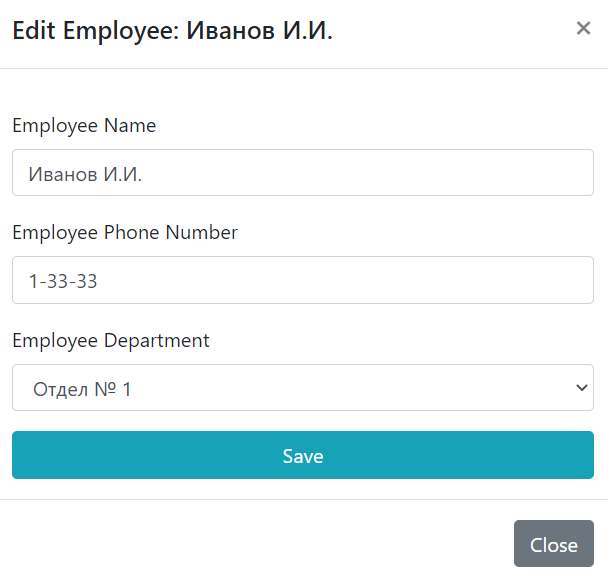 Edit Employee: Иванов И.И.
×
Employee Name
Иванов И.И.
Employee Phone Number
1-33-33
Employee Department
Отдел № 1
Save
Close